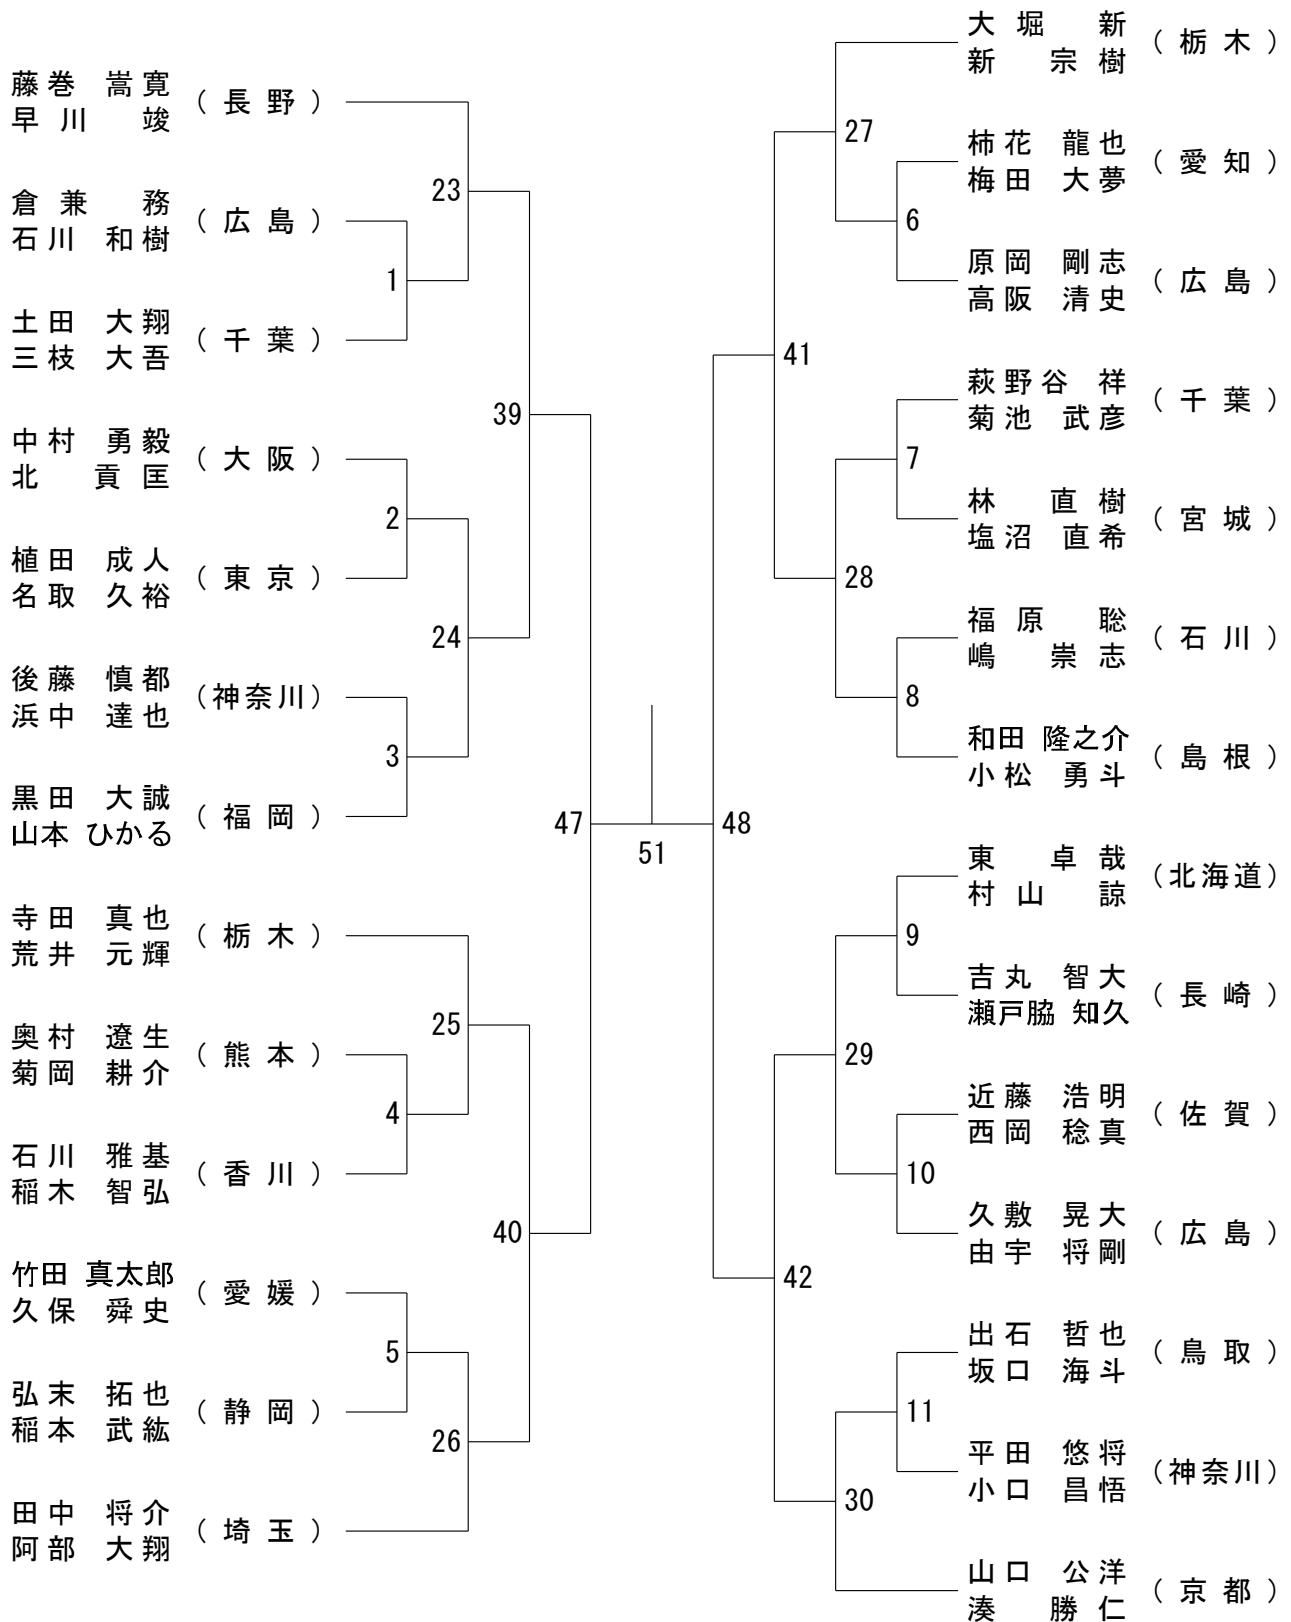 藤巻 嵩寛
早川 竣
(長野)
倉兼 務
石川 和樹
(広島)
土田 大翔
三枝 大吾
(千葉)
中村 勇毅
北 貢匡
(大阪)
植田 成人
名取 久裕
(東京)
後藤 慎都
浜中 達也
(神奈川)
黒田 大誠
山本 ひかる
(福岡)
寺田 真也
荒井 元輝
(栃木)
奥村 遼生
菊岡 耕介
(熊本)
石川 雅基
稲木 智弘
(香川)
竹田 真太郎
久保 舜史
(愛媛)
弘末 拓也
稲本 武紘
(静岡)
田中 将介
阿部 大翔
(埼玉)
23
1
39
2
24
3
47
25
4
40
5
26
51
48
27
6
41
7
28
8
9
29
10
42
11
30
大堀 新
新 宗樹
(栃木)
柿花 龍也
梅田 大夢
(愛知)
原岡 剛志
高阪 清史
(広島)
萩野谷 祥
菊池 武彦
(千葉)
林 直樹
塩沼 直希
(宮城)
福原 聡
嶋 崇志
(石川)
和田 隆之介
小松 勇斗
(島根)
東 卓哉
村山 諒
(北海道)
吉丸 智大
瀬戸脇 知久
(長崎)
近藤 浩明
西岡 稔真
(佐賀)
久敷 晃大
由宇 将剛
(広島)
出石 哲也
坂口 海斗
(鳥取)
平田 悠将
小口 昌悟
(神奈川)
山口 公洋
湊 勝仁
(京都)